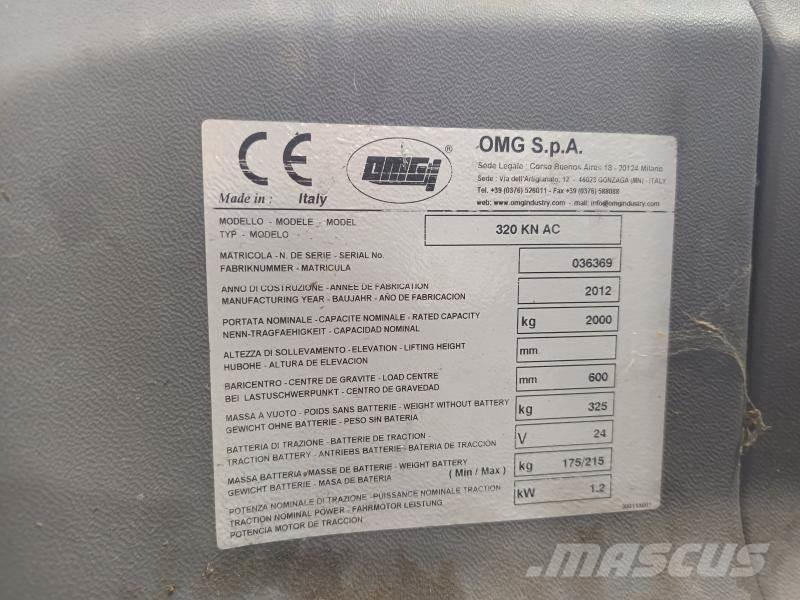 CE
OMG
®
OMG S.p.A.
Sede Legale : Corso Buenos Aires 18 - 20124 Milano
Sede : Via dell'Artigianato, 12 - 46023 GONZAGA (MN) - ITALY
Tel. +39 (0376) 526011 - Fax +39 (0376) 588088
web: www.omgindustry.com - mail: info@omgindustry.com
Made in : Italy
MODELLO - MODELE - MODEL
TYP - MODELO
320 KN AC
MATRICOLA - N. DE SERIE - SERIAL No.
FABRIKNUMMER - MATRICULA
036369
ANNO DI COSTRUZIONE - ANNEE DE FABRICATION
MANUFACTURING YEAR - BAUJAHR - AÑO DE FABRICACION
2012
PORTATA NOMINALE - CAPACITE NOMINALE - RATED CAPACITY
NENN-TRAGFAEHIGKEIT - CAPACIDAD NOMINAL
kg 2000
ALTEZZA DI SOLLEVAMENTO - ELEVATION - LIFTING HEIGHT
HUBOHE - ALTURA DE ELEVACION
mm
BARICENTRO - CENTRE DE GRAVITE - LOAD CENTRE
BEI LASTUSCHWERPUNKT - CENTRO DE GRAVEDAD
mm 600
MASSA A VUOTO - POIDS SANS BATTERIE - WEIGHT WITHOUT BATTERY
GEWICHT OHNE BATTERIE - PESO SIN BATERIA
kg 325
BATTERIA DI TRAZIONE - BATTERIE DE TRACTION -
TRACTION BATTERY - ANTRIEBS BATTERIE - BATERIA DE TRACCIÓN
V 24
MASSA BATTERIA - MASSE DE BATTERIE - WEIGHT BATTERY
GEWICHT BATTERIE - MASA DE BATERIA
( Min / Max )
kg 175/215
POTENZA NOMINALE DI TRAZIONE - PUISSANCE NOMINALE TRACTION
TRACTION NOMINAL POWER - FAHRMOTOR LEISTUNG
POTENCIA MOTOR DE TRACCION
kW 1.2
MASCUS